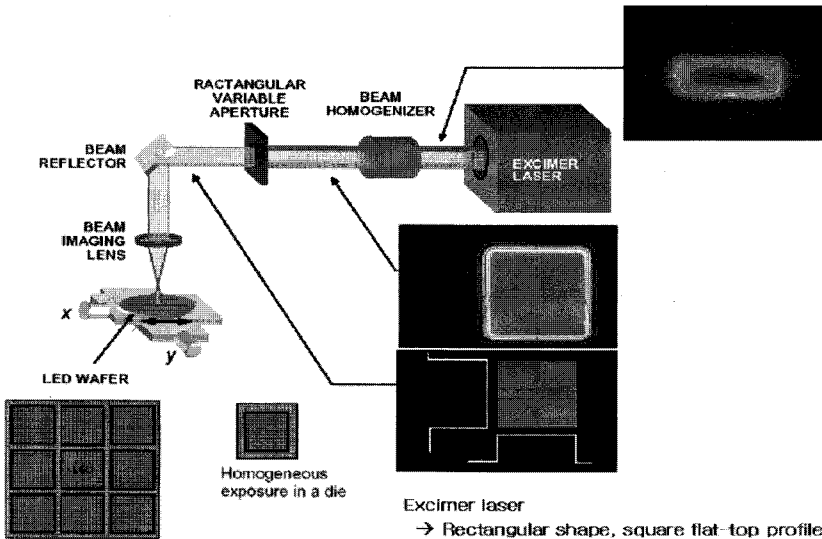 RACTANGULAR
VARIABLE
APERTURE
BEAM
HOMOGENIZER
BEAM
REFLECTOR
EXCIMER
LASER
BEAM
IMAGING
LENS
x
y
LED WAFER
Homogeneous
exposure in a die
Excimer laser
→ Rectangular shape, square flat-top profile